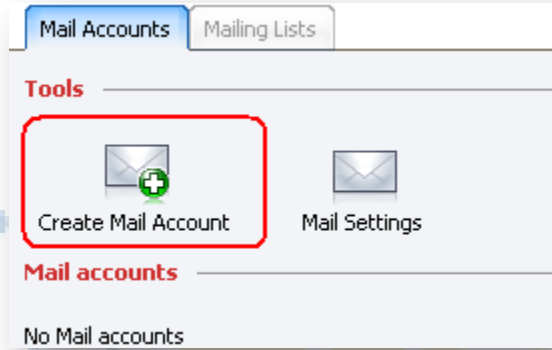 Mail Accounts Mailing Lists
Tools
Create Mail Account Mail Settings
Mail accounts
No Mail accounts